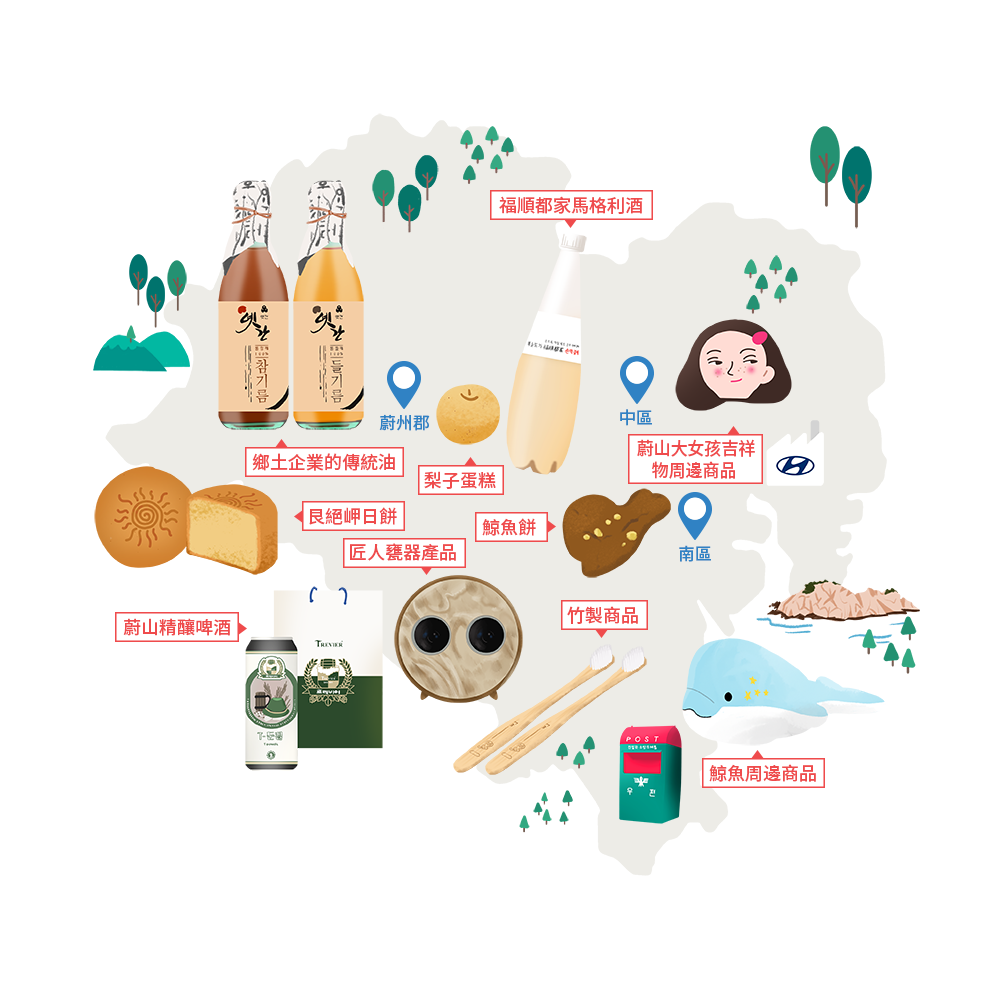 福順都家馬格利酒
옛간
참기름
옛간
들기름
蔚州郡
中區
鄉土企業的傳統油
梨子蛋糕
蔚山大女孩吉祥
物周邊商品
艮絕岬日餅
鯨魚餅
匠人甕器產品
南區
蔚山精釀啤酒
TREVIER
트레비어
竹製商品
POST
우편
鯨魚周邊商品